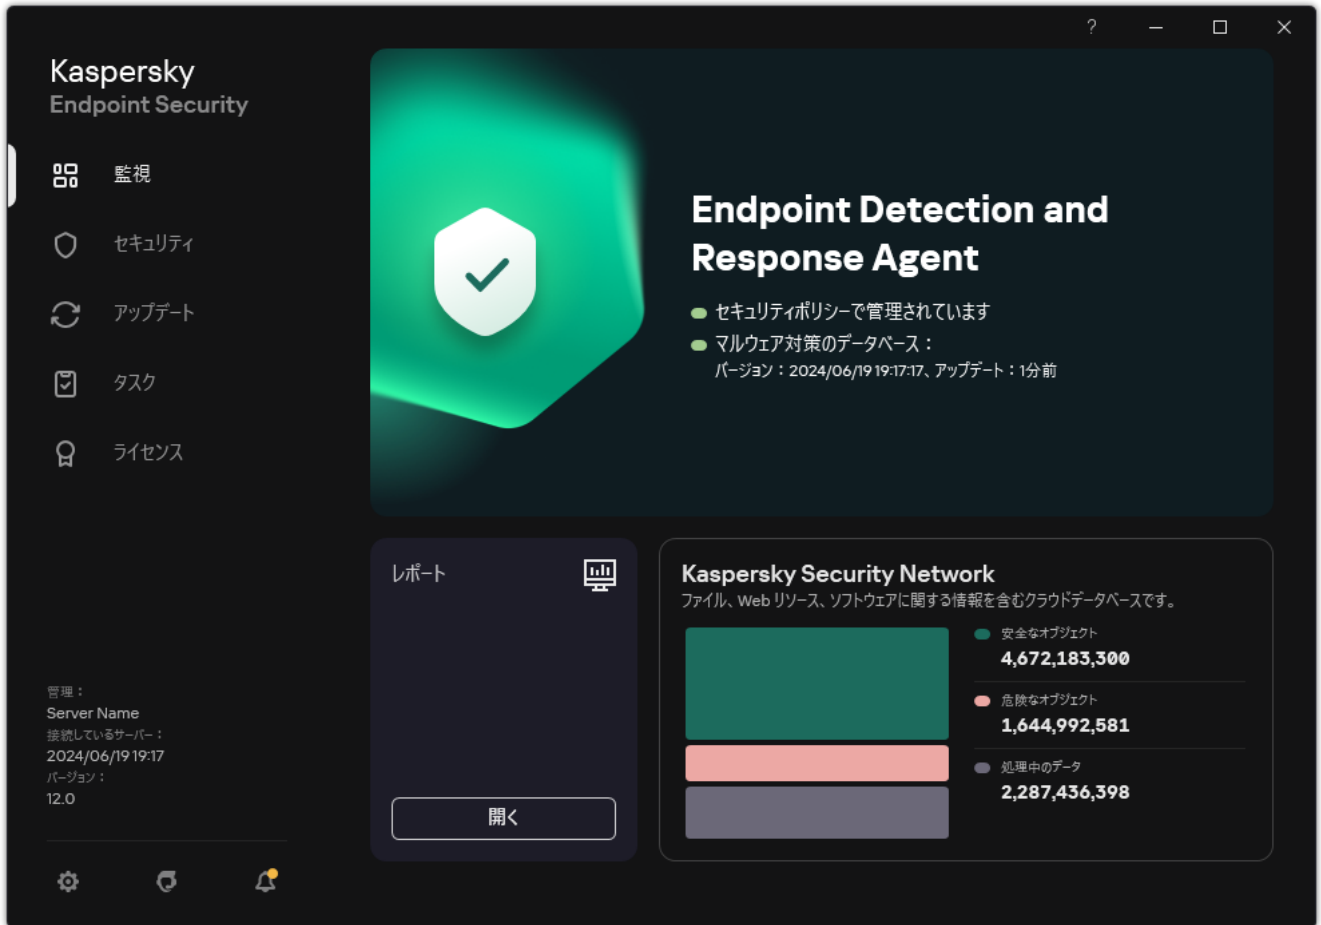 ?
Kaspersky
Endpoint Security
監視
セキュリティ
アップデート
タスク
ライセンス
管理：
Server Name
接続しているサーバー：
2024/06/19 19:17
バージョン：
12.0
Endpoint Detection and
Response Agent
セキュリティポリシーで管理されています
マルウェア対策のデータベース：
バージョン：2024/06/19 19:17:17、アップデート：1分前
レポート
開く
Kaspersky Security Network
ファイル、Web リソース、ソフトウェアに関する情報を含むクラウドデータベースです。
安全なオブジェクト
4,672,183,300
危険なオブジェクト
1,644,992,581
処理中のデータ
2,287,436,398